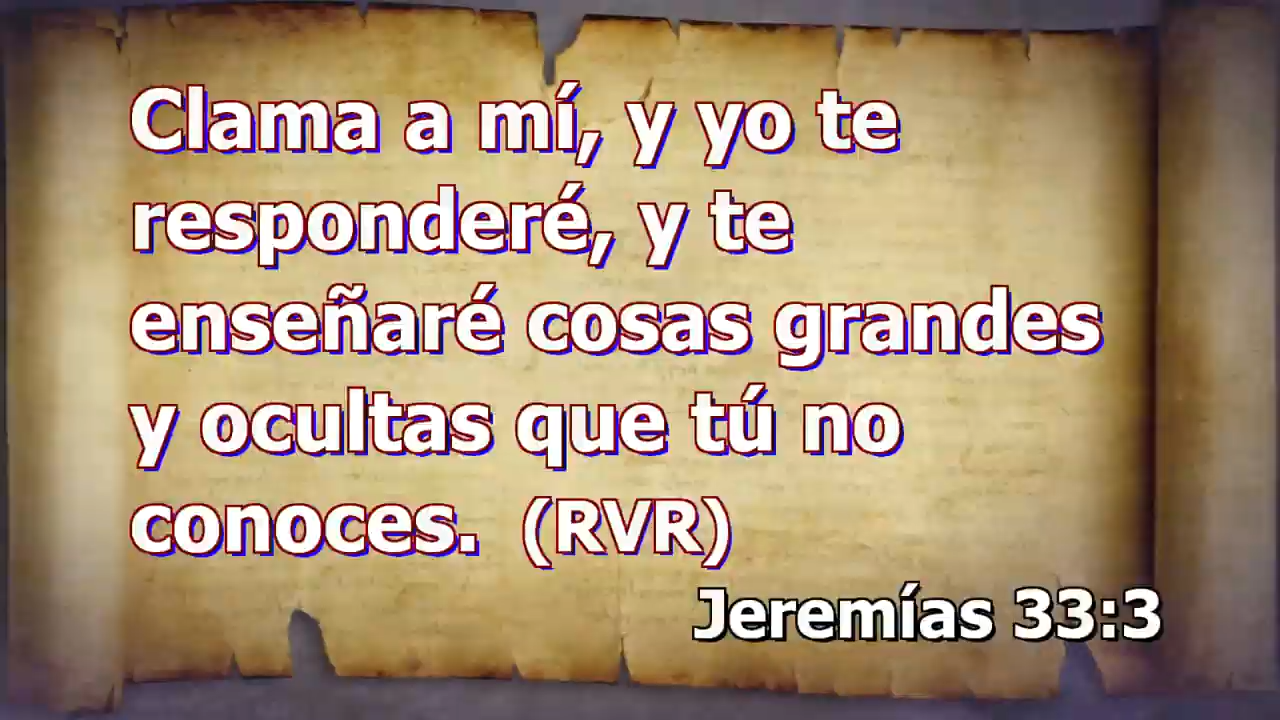 Clama a mí, y yo te
responderé, y te
enseñaré cosas grandes
y ocultas que tú no
conoces. (RVR)
Jeremías 33:3